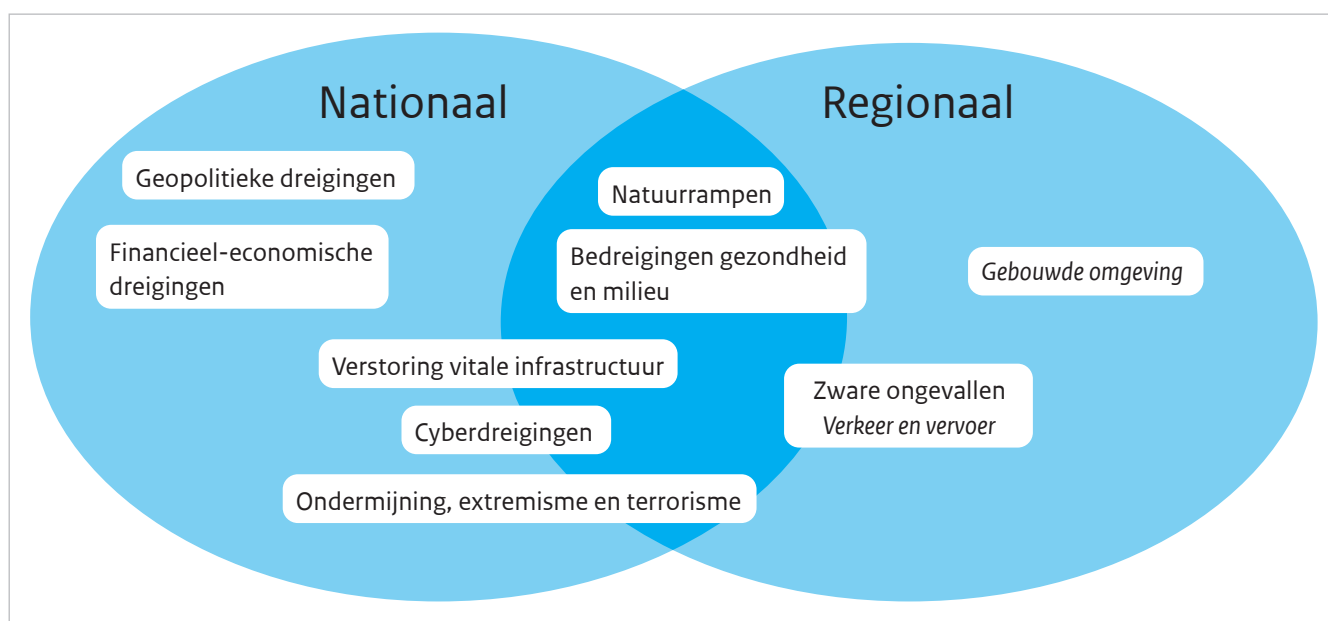 Nationaal
Regionaal
Geopolitieke dreigingen
Natuurrampen
Financieel-economische
dreigingen
Bedreigingen gezondheid
en milieu
Gebouwde omgeving
Verstoring vitale infrastructuur
Zware ongevallen
Verkeer en vervoer
Cyberdreigingen
Ondermijning, extremisme en terrorisme